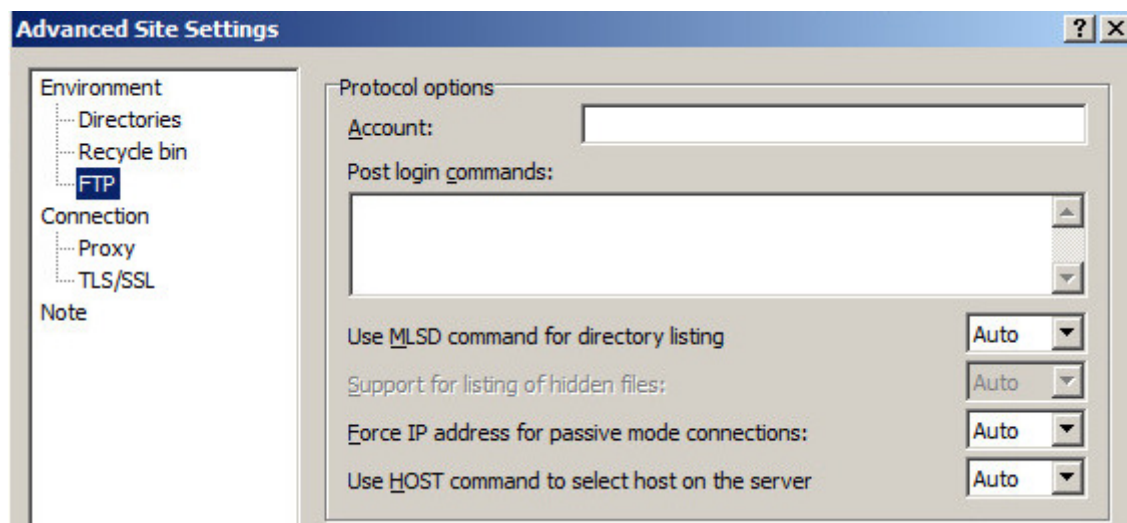 Advanced Site Settings
Environment
Directories
Recycle bin
FTP
Connection
Proxy
TLS/SSL
Note
Protocol options
Account:
Post login commands:
Use MLSD command for directory listing Auto
Support for listing of hidden files: Auto
Force IP address for passive mode connections: Auto
Use HOST command to select host on the server Auto